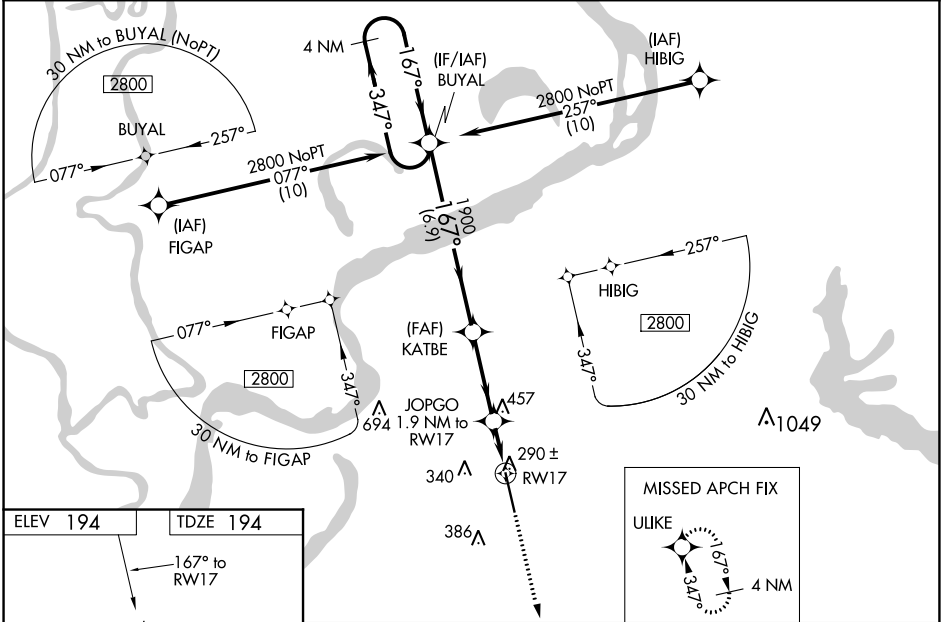 30 NM to BUYAL (NoPT)
2800
BUYAL
077°
257°
4 NM
167°
347°
(IF/IAF)
BUYAL
(IAF)
HIBIG
2800 NoPT
257°
(10)
2800 NoPT
077°
(10)
(IAF)
FIGAP
1900
167°
(6.9)
257°
HIBIG
2800
347°
30 NM to HIBIG
077°
FIGAP
2800
347°
30 NM to FIGAP
(FAF)
KATBE
JOPGO
1.9 NM to
RW17
457
694
1049
340
290 ±
RW17
386
MISSED APCH FIX
ULIKE
167°
347°
4 NM
ELEV 194
TDZE 194
167° to
RW17